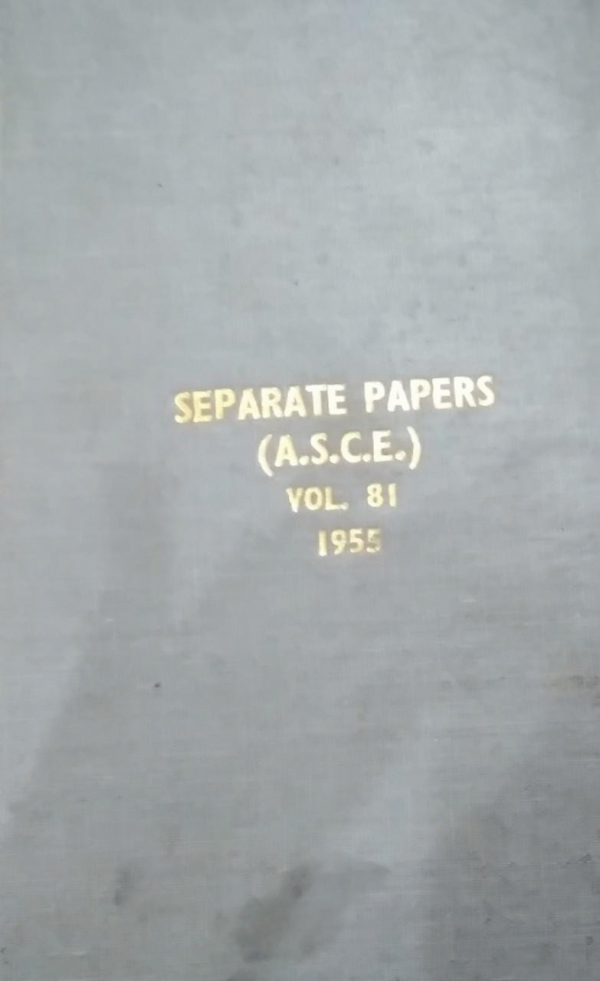 SEPARATE PAPERS
(A.S.C.E.)
VOL. 81
1955